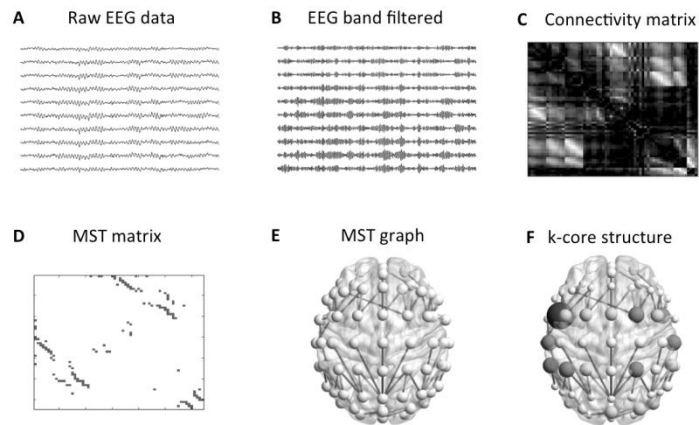 A Raw EEG data
B EEG band filtered
C Connectivity matrix
D MST matrix
E MST graph
F k-core structure